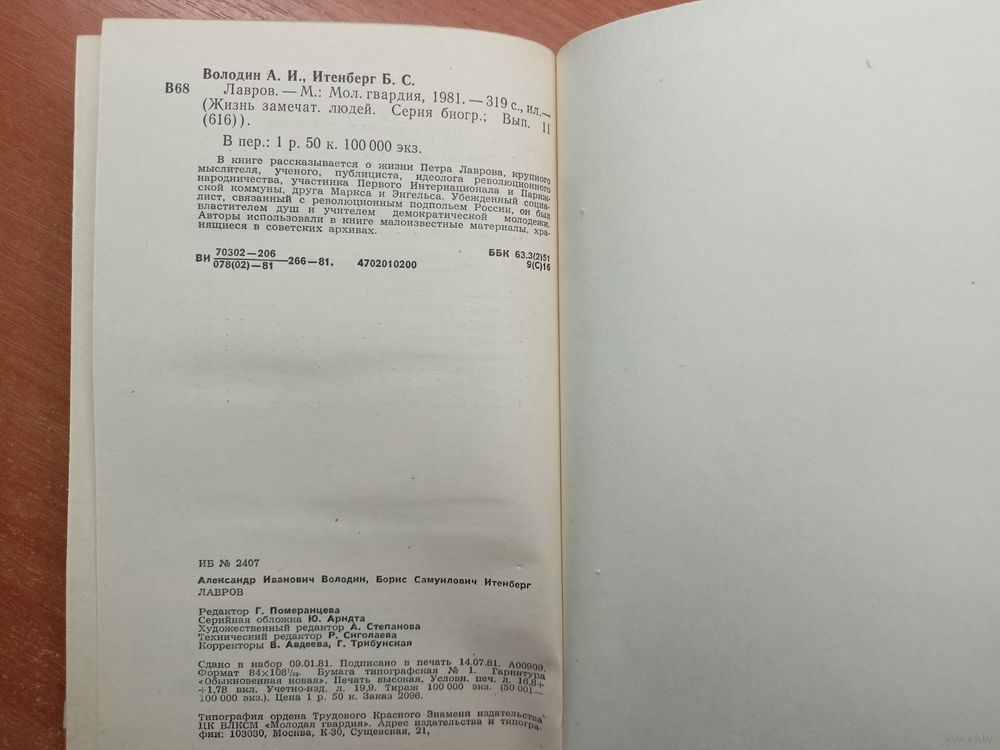 Володин А. И., Итенберг Б. С.
В68 Лавров. — М.: Мол. гвардия, 1981. — 319 с., ил.—
(Жизнь замечат. людей. Серия биогр.; Вып. 11
(616)).
В пер.: 1 р. 50 к. 100 000 экз.
В книге рассказывается о жизни Петра Лаврова, крупного
мыслителя, ученого, публициста, идеолога революционного
народничества, участника Первого Интернационала и Париж-
ской коммуны, друга Маркса и Энгельса. Убежденный социа-
лист, связанный с революционным подпольем России, он был
властителем душ и учителем демократической молодежи.
Авторы использовали в книге малоизвестные материалы, хра-
нящиеся в советских архивах.
ВИ 70302—206
078(02)—81 —266—81. 4702010200
ББК 63.3(2)51
9(С)16
ИБ № 2407
Александр Иванович Володин, Борис Самуилович Итенберг
ЛАВРОВ
Редактор Г. Померанцева
Серийная обложка Ю. Арндта
Художественный редактор А. Степанова
Технический редактор Р. Сиголаева
Корректоры В. Авдеева, Г. Трибунская
Сдано в набор 09.01.81. Подписано в печать 14.07.81. А00909.
Формат 84×108¹/₃₂. Бумага типографская № 1. Гарнитура
«Обыкновенная новая». Печать высокая. Условн. печ. л. 16,8+
+1,78 вкл. Учетно-изд. л. 19,9. Тираж 100 000 экз. (50 001—
100 000 экз.). Цена 1 р. 50 к. Заказ 2096.
Типография ордена Трудового Красного Знамени издательства
ЦК ВЛКСМ «Молодая гвардия». Адрес издательства и типогра-
фии: 103030, Москва, К-30, Сущевская, 21.
www.av.by